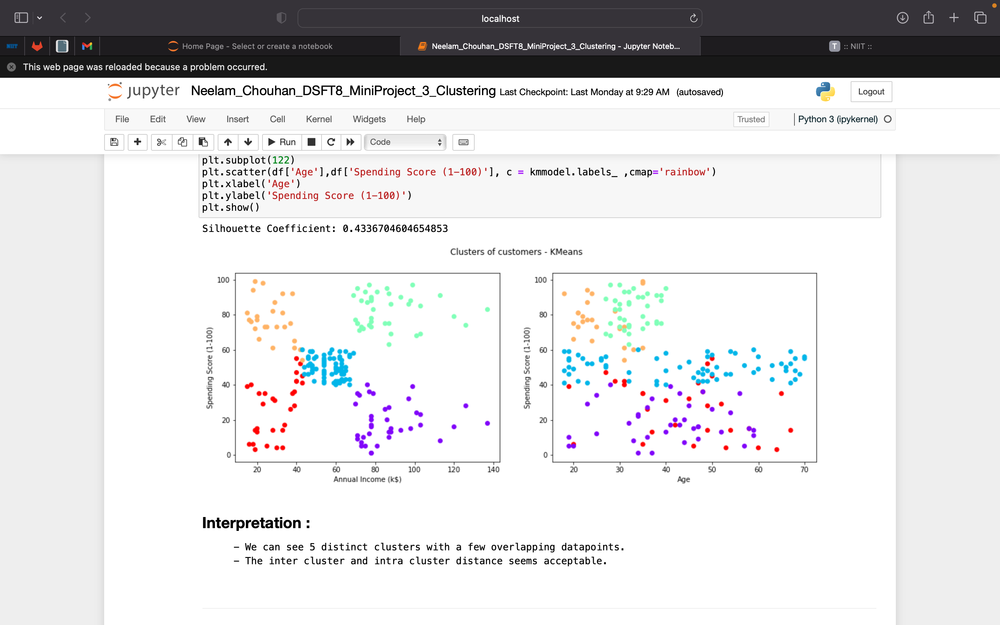 localhost
NIIT
Home Page - Select or create a notebook
Neelam_Chouhan_DSFT8_MiniProject_3_Clustering - Jupyter Noteb...
T :: NIIT ::
This web page was reloaded because a problem occurred.
jupyter Neelam_Chouhan_DSFT8_MiniProject_3_Clustering Last Checkpoint: Last Monday at 9:29 AM (autosaved)
Logout
File Edit View Insert Cell Kernel Widgets Help
Trusted
Python 3 (ipykernel)
Run
Code
plt.subplot(122)
plt.scatter(df['Age'],df['Spending Score (1-100)'], c = kmmodel.labels_ ,cmap='rainbow')
plt.xlabel('Age')
plt.ylabel('Spending Score (1-100)')
plt.show()
Silhouette Coefficient: 0.4336704604654853
Clusters of customers - KMeans
Spending Score (1-100)
100
80
60
40
20
0
20 40 60 80 100 120 140
Annual Income (k$)
Spending Score (1-100)
100
80
60
40
20
0
20 30 40 50 60 70
Age
Interpretation :
- We can see 5 distinct clusters with a few overlapping datapoints.
- The inter cluster and intra cluster distance seems acceptable.